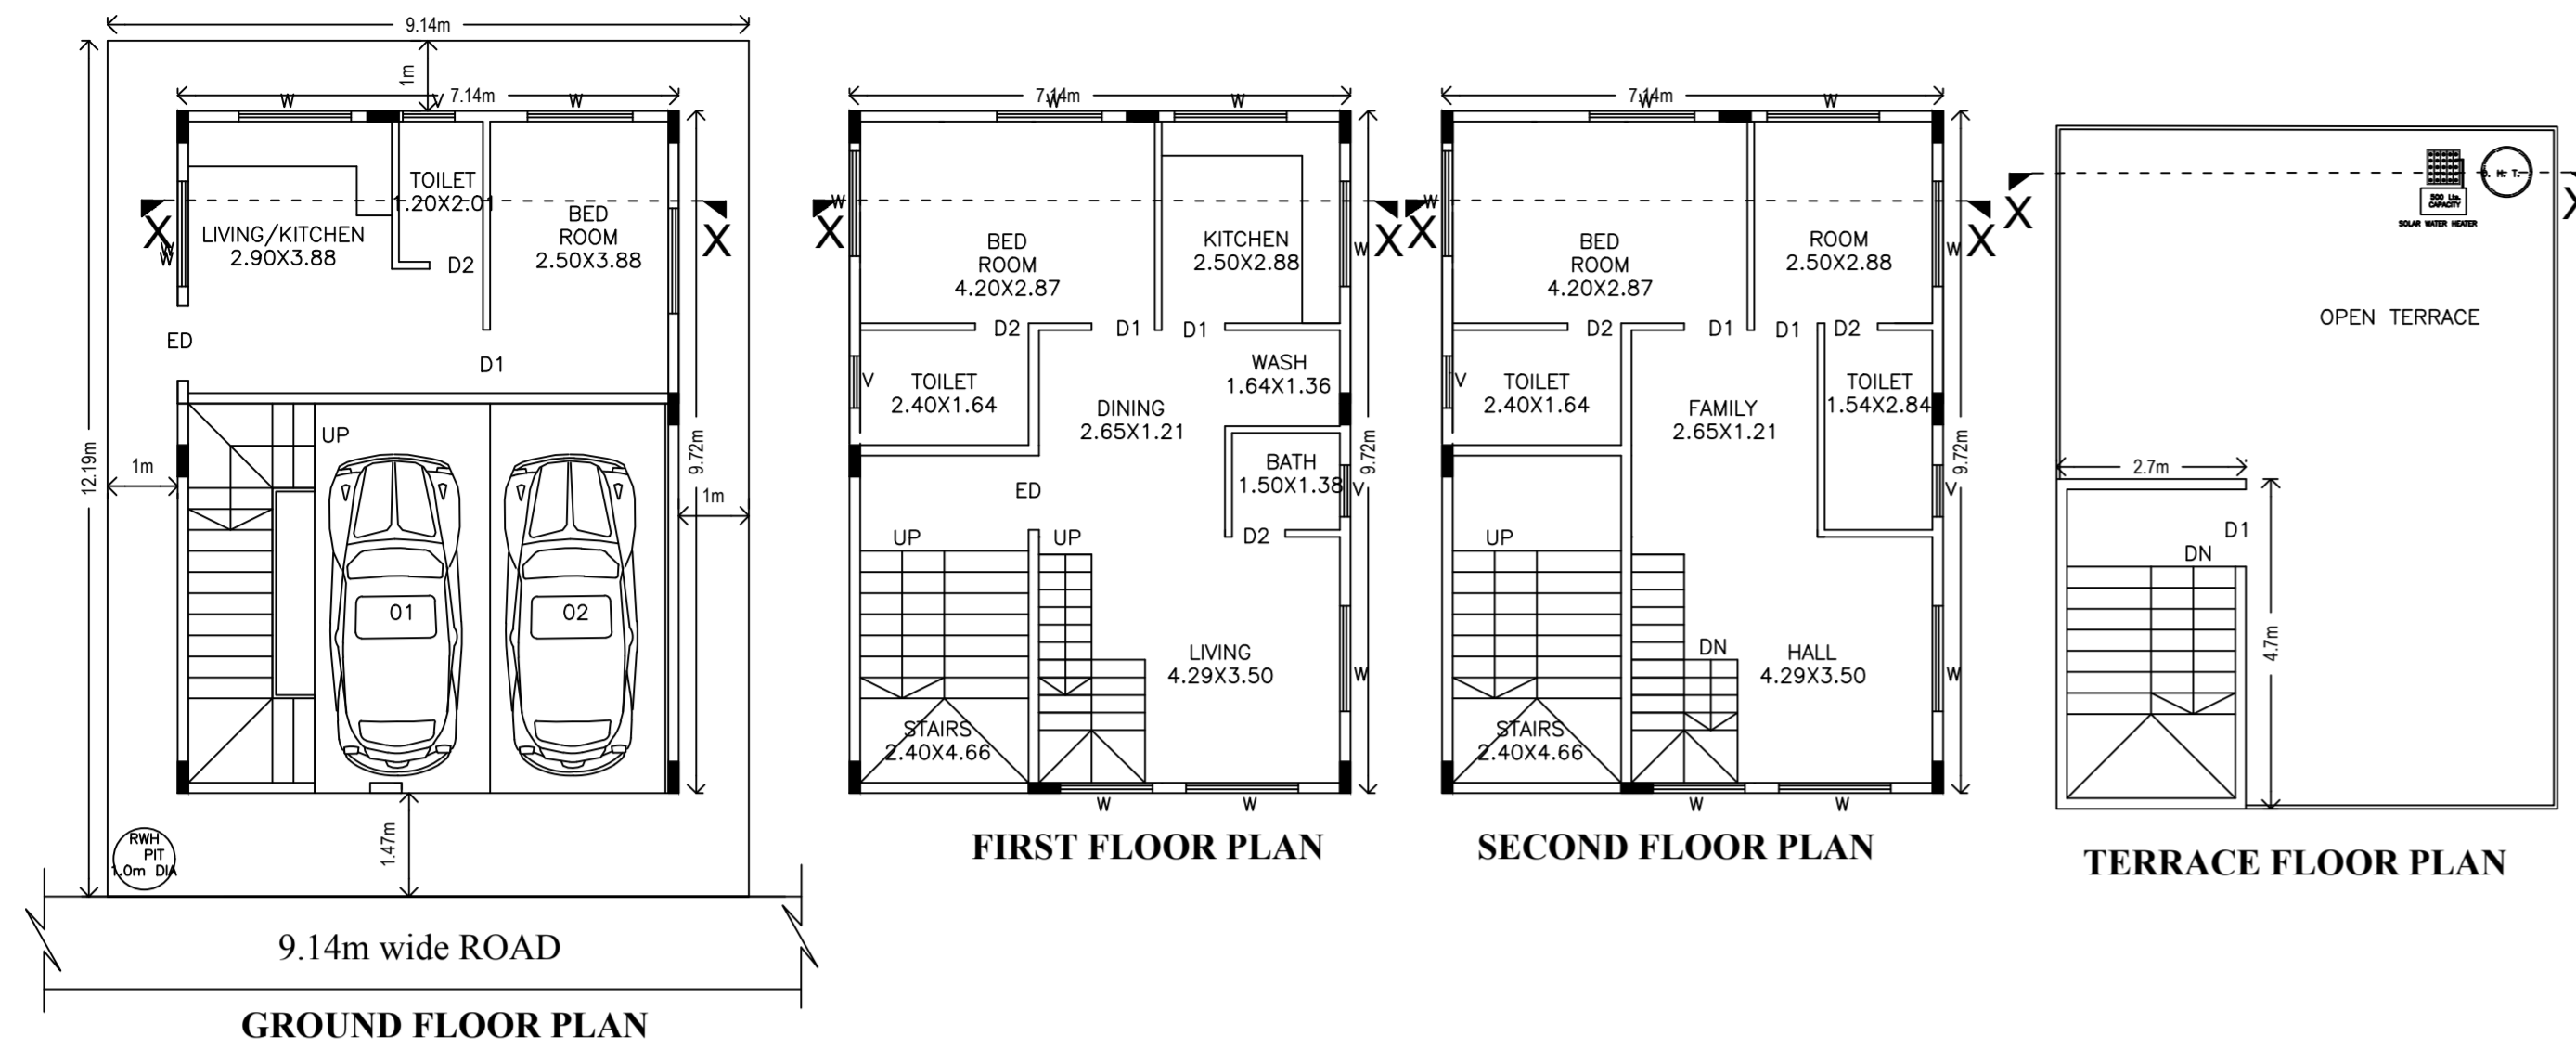 9.14m
1m
W
V
7.14m
W
12.19m
TOILET
1.20X2.01
LIVING/KITCHEN
2.90X3.88
BED
ROOM
2.50X3.88
X
X
W
W
D2
ED
D1
UP
1m
9.72m
1m
01
02
1.47m
RWH
PIT
1.0m DIA
9.14m wide ROAD
GROUND FLOOR PLAN
7.14m
W
W
W
X
X
BED
ROOM
4.20X2.87
KITCHEN
2.50X2.88
W
D2
D1
D1
WASH
1.64X1.36
V
TOILET
2.40X1.64
DINING
2.65X1.21
9.72m
BATH
1.50X1.38
V
ED
UP
UP
D2
LIVING
4.29X3.50
W
STAIRS
2.40X4.66
W
W
FIRST FLOOR PLAN
7.14m
W
W
W
X
X
BED
ROOM
4.20X2.87
ROOM
2.50X2.88
W
D2
D1
D1
D2
V
TOILET
2.40X1.64
FAMILY
2.65X1.21
TOILET
1.54X2.84
9.72m
V
UP
DN
HALL
4.29X3.50
W
STAIRS
2.40X4.66
W
W
SECOND FLOOR PLAN
X
X
500 Lts.
CAPACITY
SOLAR WATER HEATER
OPEN TERRACE
2.7m
D1
DN
4.7m
TERRACE FLOOR PLAN